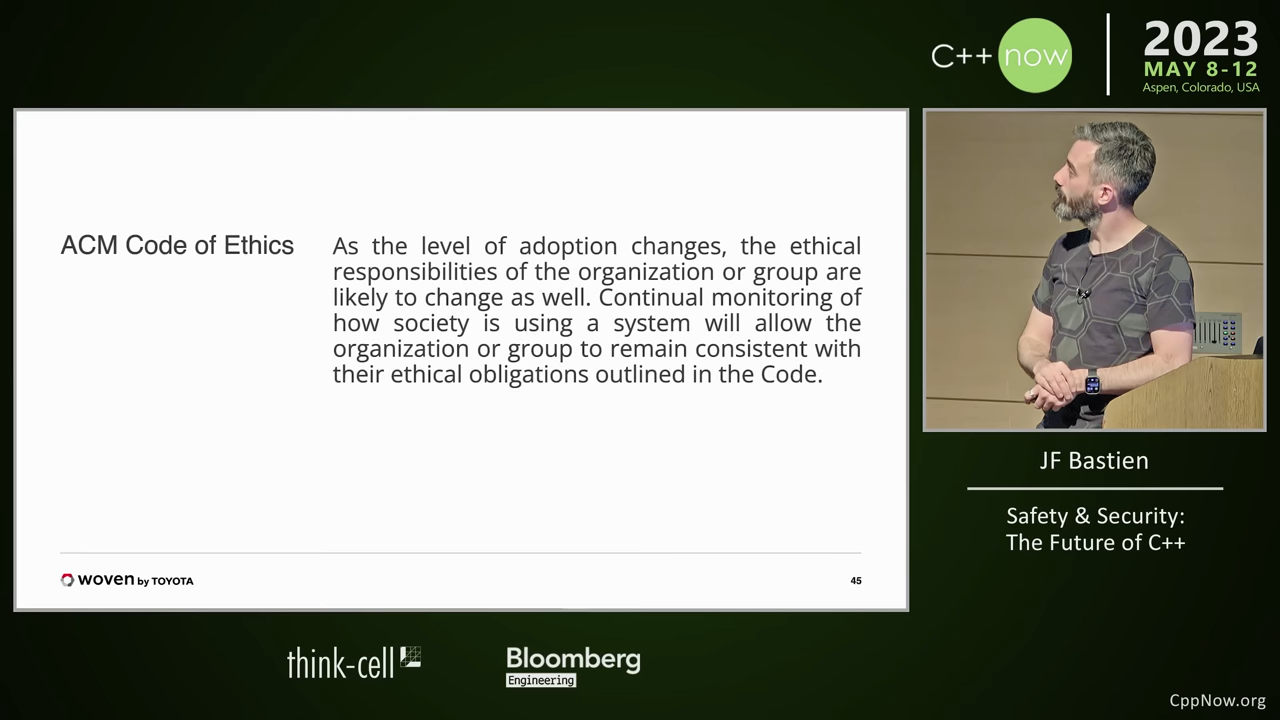 C++ now
2023
MAY 8-12
Aspen, Colorado, USA
ACM Code of Ethics
As the level of adoption changes, the ethical
responsibilities of the organization or group are
likely to change as well. Continual monitoring of
how society is using a system will allow the
organization or group to remain consistent with
their ethical obligations outlined in the Code.
woven by TOYOTA
45
JF Bastien
Safety & Security:
The Future of C++
think-cell
Bloomberg
Engineering
CppNow.org